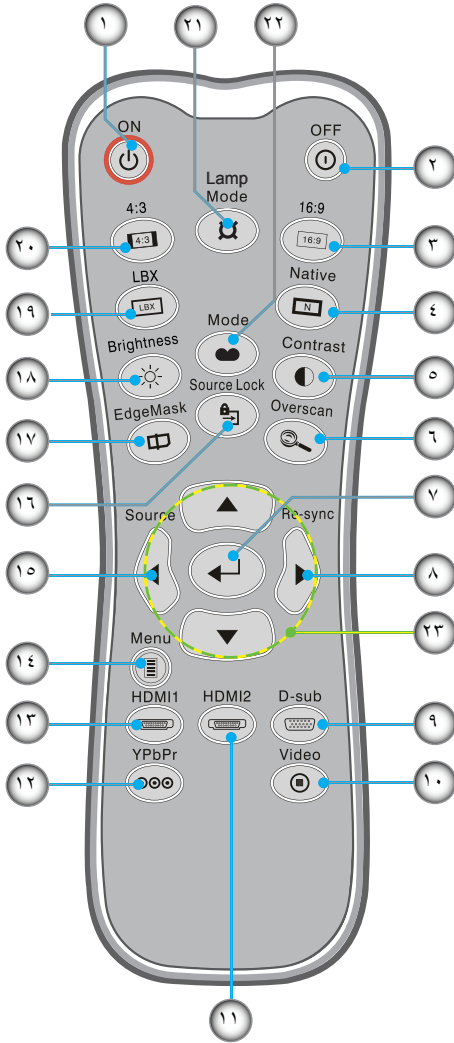 ١ ٢١ ٢٢
ON OFF
٢
Lamp
Mode
4:3 16:9
٢٠ 4:3 16:9 ٣
LBX Native
١٩ LBX N ٤
Mode
Brightness Contrast
١٨ ٥
Source Lock
EdgeMask Overscan
١٧ ٦
١٦ ٧
Source Re-sync
١٥ ٨
٢٣
Menu
١٤
HDMI1 HDMI2 D-sub
١٣ ٩
YPbPr Video
١٢ ١٠
١١